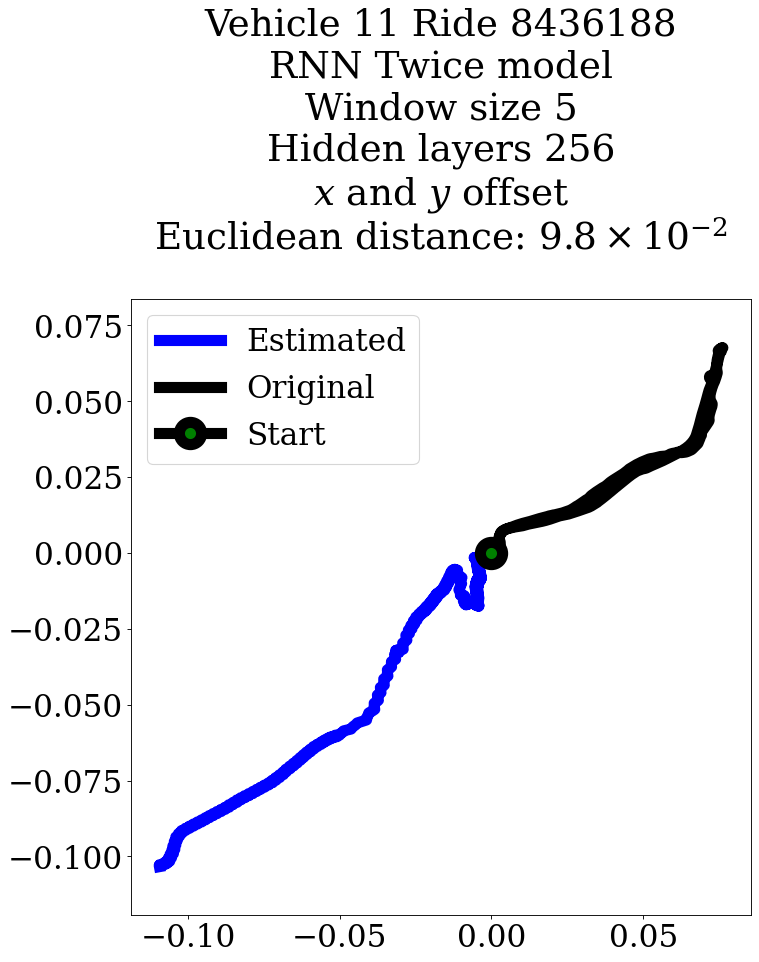 Vehicle 11 Ride 8436188
RNN Twice model
Window size 5
Hidden layers 256
x and y offset
Euclidean distance: 9.8 × 10⁻²
Estimated
Original
Start
0.075
0.050
0.025
0.000
−0.025
−0.050
−0.075
−0.100
−0.10 −0.05 0.00 0.05